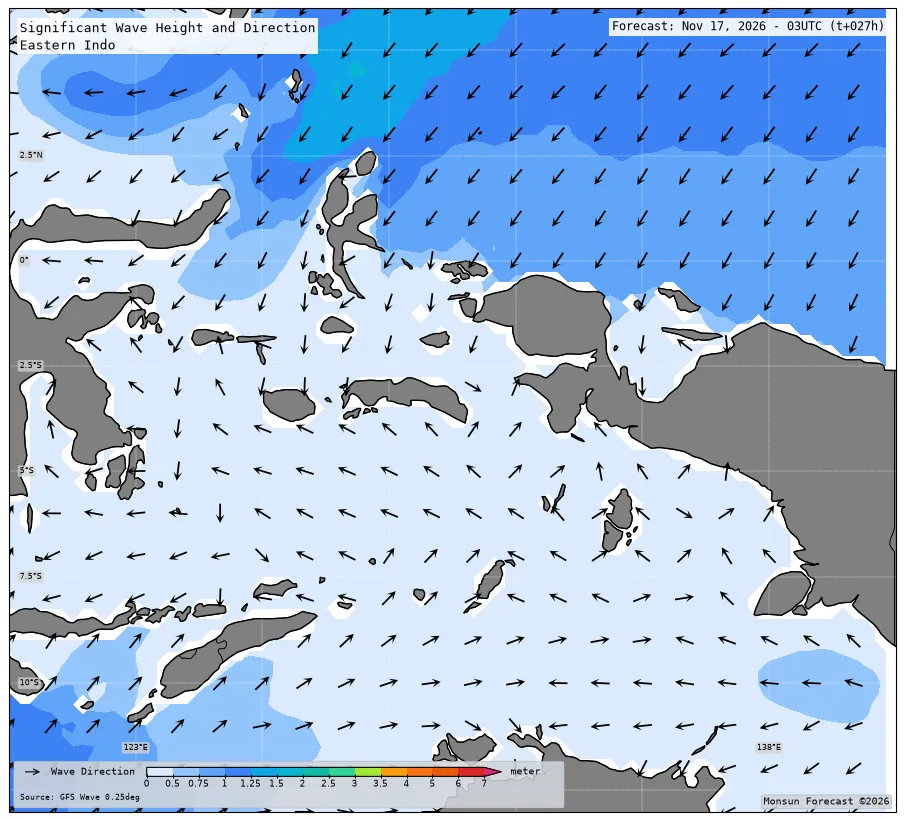 Significant Wave Height and Direction
Eastern Indo
Forecast: Nov 17, 2026 - 03UTC (t+027h)
2.5°N
0°
2.5°S
5°S
7.5°S
10°S
123°E
138°E
Wave Direction
0 0.5 0.75 1 1.25 1.5 2 2.5 3 3.5 4 5 6 7
meter
Source: GFS Wave 0.25deg
Monsun Forecast ©2026